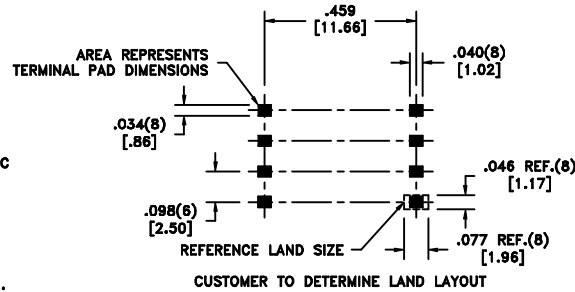 .459
[11.66]
AREA REPRESENTS
TERMINAL PAD DIMENSIONS
.040(8)
[1.02]
.034(8)
[.86]
C
.046 REF.(8)
[1.17]
.098(6)
[2.50]
REFERENCE LAND SIZE
.077 REF.(8)
[1.96]
CUSTOMER TO DETERMINE LAND LAYOUT
.